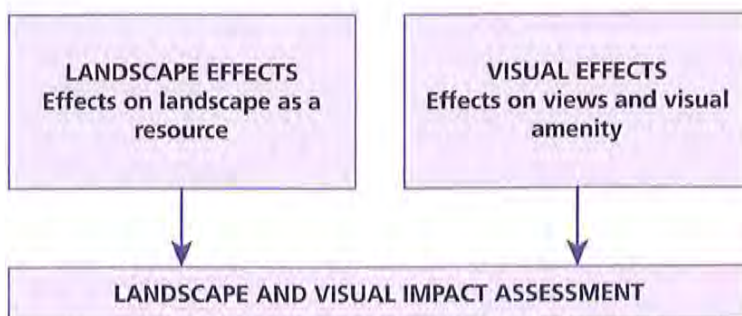 LANDSCAPE EFFECTS
Effects on landscape as a
resource
VISUAL EFFECTS
Effects on views and visual
amenity
LANDSCAPE AND VISUAL IMPACT ASSESSMENT